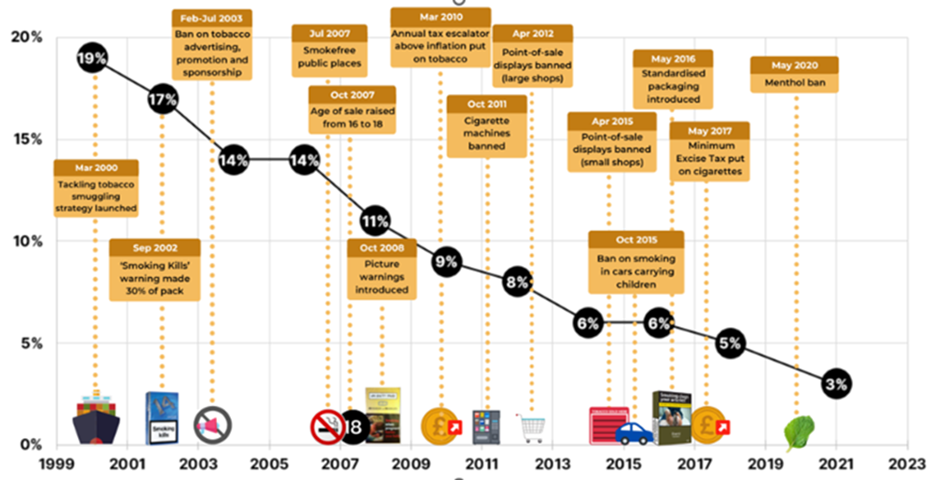 Feb-Jul 2003
Ban on tobacco
advertising,
promotion and
sponsorship
Jul 2007
Smokefree
public places
Mar 2010
Annual tax escalator
above inflation put
on tobacco
Apr 2012
Point-of-sale
displays banned
(large shops)
May 2016
Standardised
packaging
introduced
May 2020
Menthol ban
Oct 2007
Age of sale raised
from 16 to 18
Oct 2011
Cigarette
machines
banned
Apr 2015
Point-of-sale
displays banned
(small shops)
May 2017
Minimum
Excise Tax put
on cigarettes
Mar 2000
Tackling tobacco
smuggling
strategy launched
Sep 2002
'Smoking Kills'
warning made
30% of pack
Oct 2008
Picture
warnings
introduced
Oct 2015
Ban on smoking
in cars carrying
children
20%
15%
10%
5%
0%
19%
17%
14%
14%
11%
9%
8%
6%
6%
5%
3%
Smoking
kills
18
£
£
1999 2001 2003 2005 2007 2009 2011 2013 2015 2017 2019 2021 2023